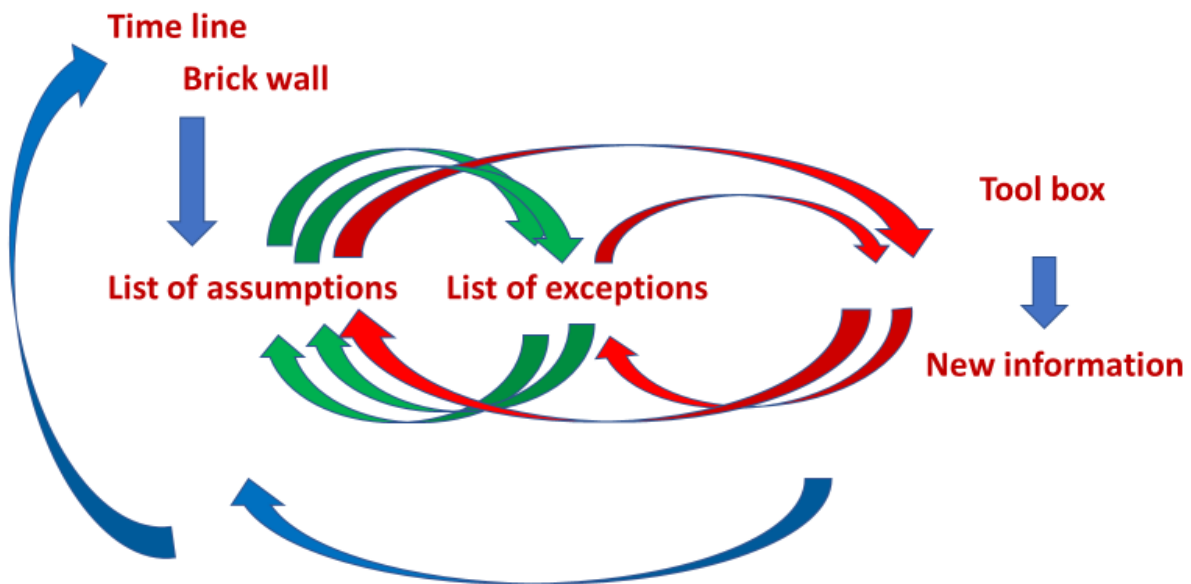 Time line
Brick wall
Tool box
List of assumptions
List of exceptions
New information